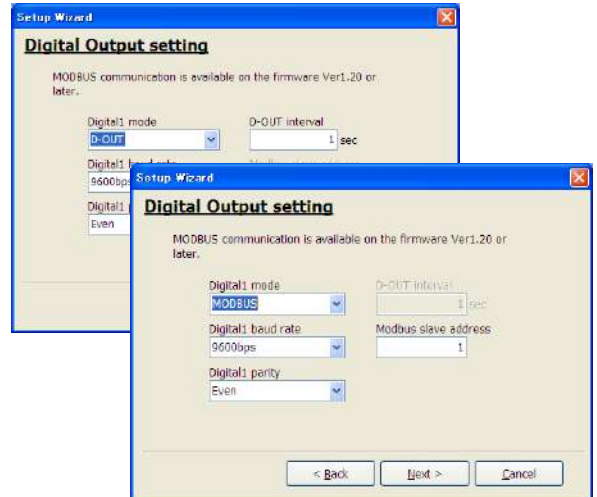 Setup Wizard
Digital Output setting
MODBUS communication is available on the firmware Ver1.20 or
later.
Digital1 mode
D-OUT interval
D-OUT
1 sec
Digital1 baud rate
Modbus slave address
9600bps
Digital1
Even
Setup Wizard
Digital Output setting
MODBUS communication is available on the firmware Ver1.20 or
later.
Digital1 mode
D-OUT interval
MODBUS
1 sec
Digital1 baud rate
Modbus slave address
9600bps
1
Digital1 parity
Even
< Back
Next >
Cancel